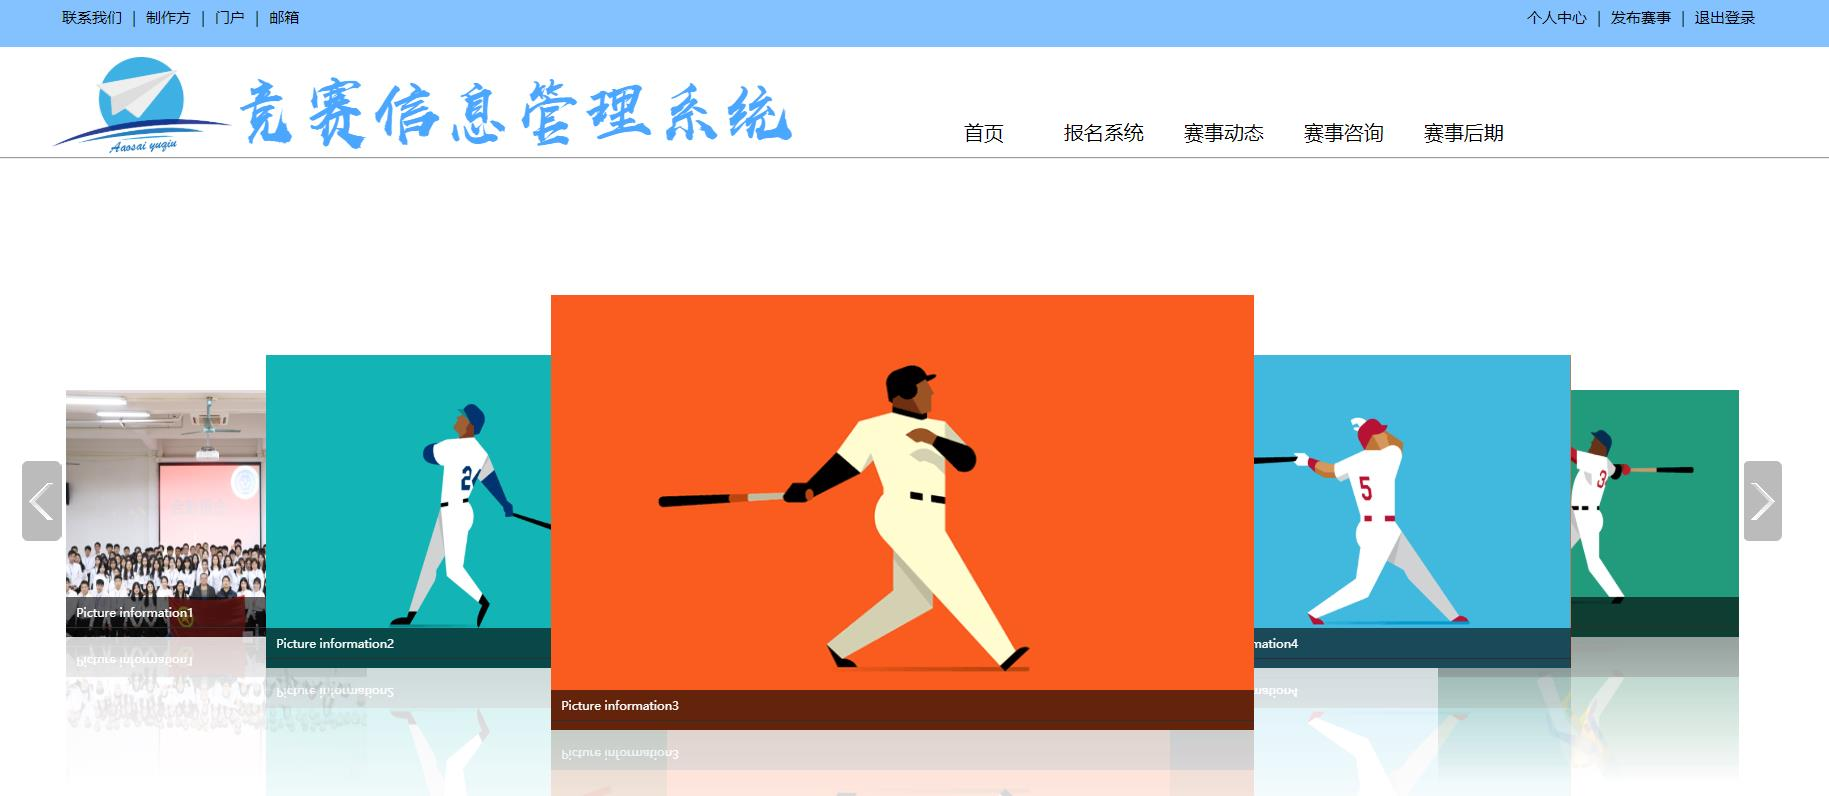 联系我们 | 制作方 | 门户 | 邮箱
个人中心 | 发布赛事 | 退出登录
竞赛信息管理系统
Aaosai yuqiu
首页 报名系统 赛事动态 赛事咨询 赛事后期
2
5
3
Picture information1
Picture information2
mation4
Picture information3